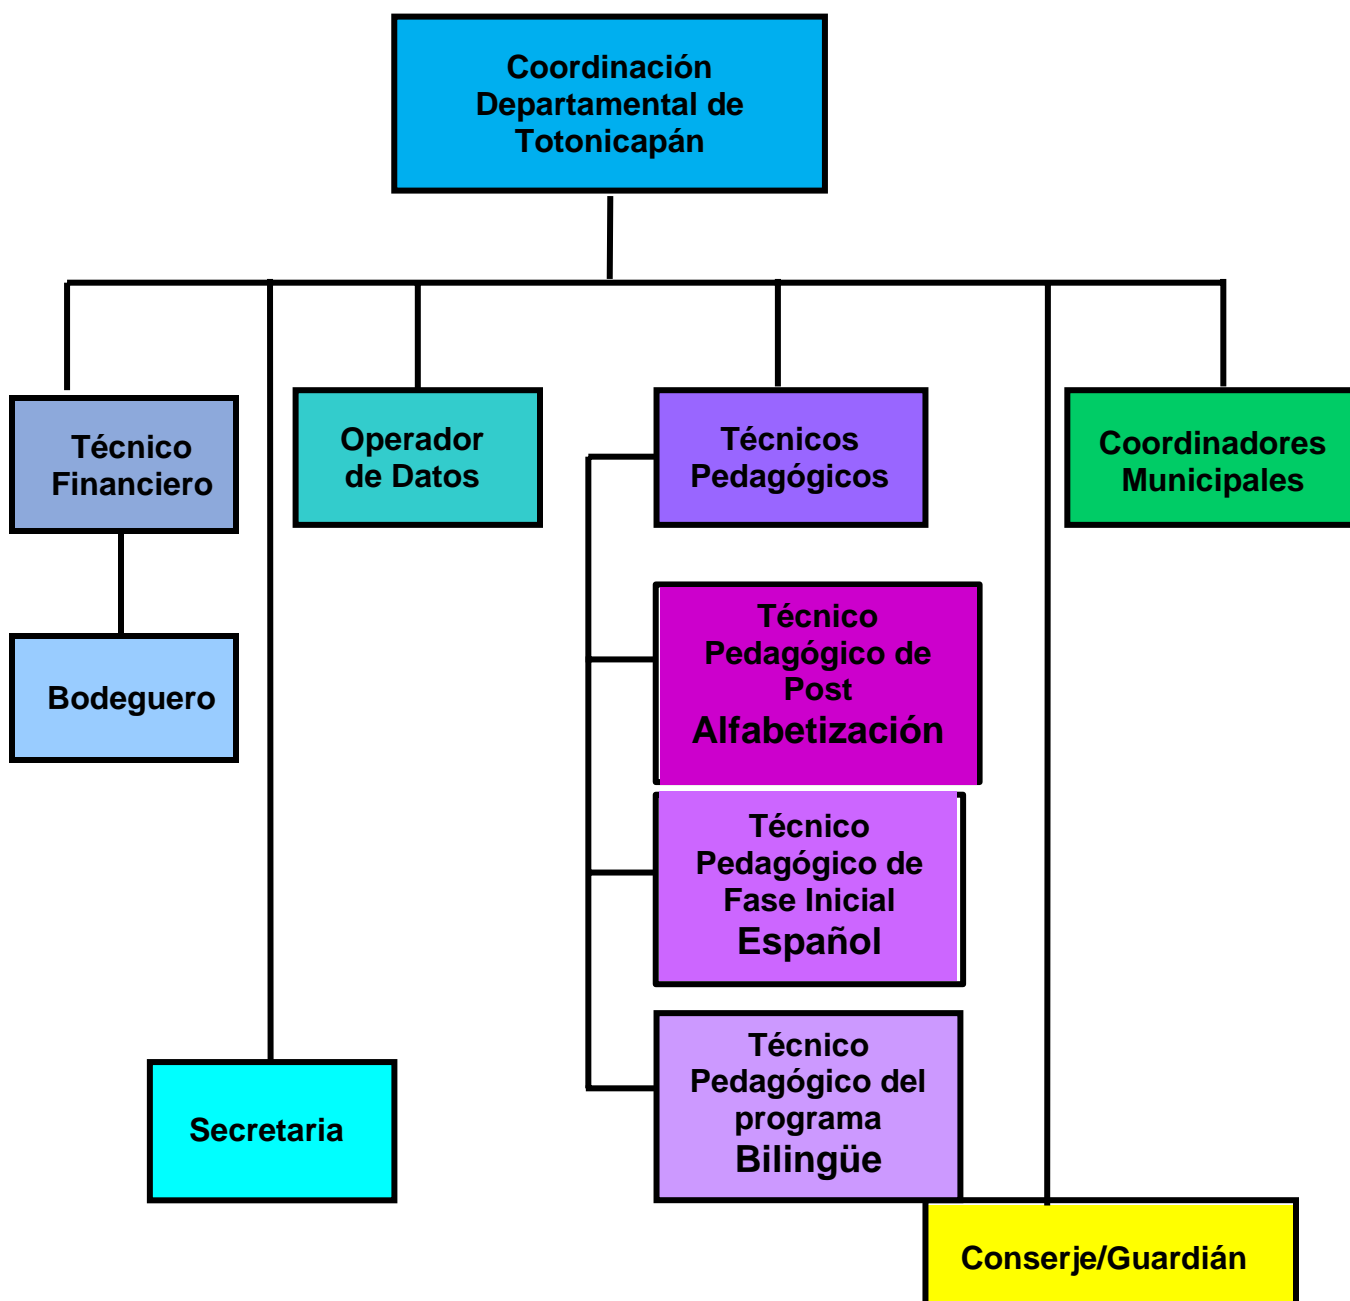 Coordinación
Departamental de
Totonicapán
Técnico
Financiero
Operador
de Datos
Técnicos
Pedagógicos
Coordinadores
Municipales
Bodeguero
Técnico
Pedagógico de
Post
Alfabetización
Técnico
Pedagógico de
Fase Inicial
Español
Secretaria
Técnico
Pedagógico del
programa
Bilingüe
Conserje/Guardián